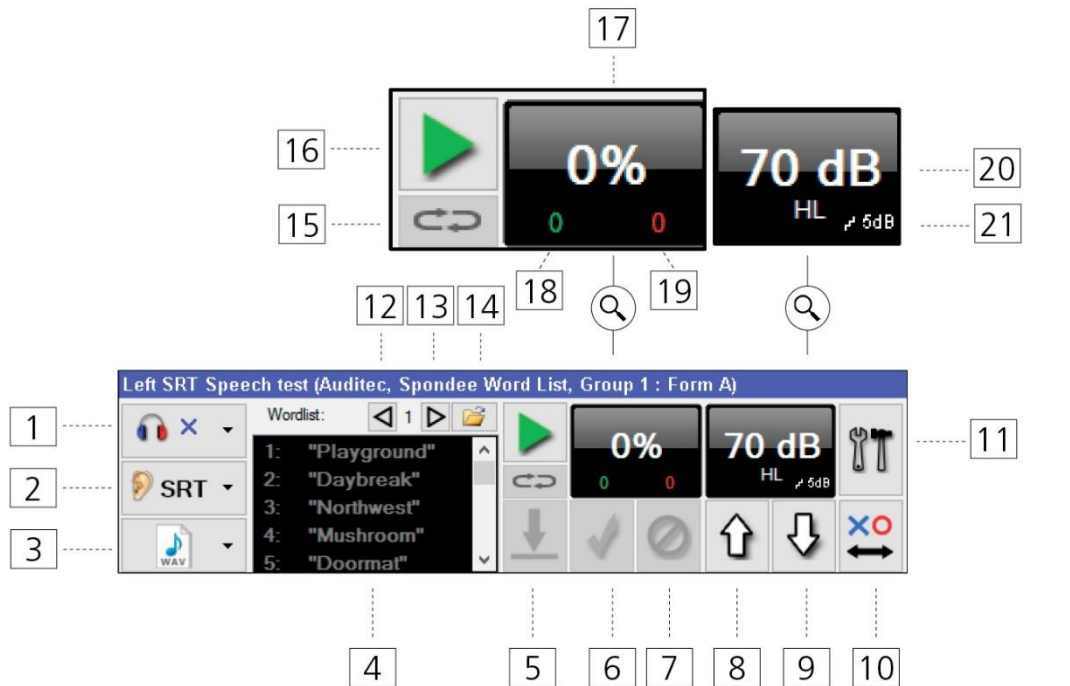 17
16
0%
70 dB
20
15
0
0
HL
5dB
21
18
19
12
13
14
Left SRT Speech test (Auditec, Spondee Word List, Group 1 : Form A)
1
Wordlist:
1
0%
0
0
70 dB
HL
5dB
11
2
SRT
1: "Playground"
2: "Daybreak"
3: "Northwest"
4: "Mushroom"
5: "Doormat"
3
WAV
4
5
6
7
8
9
10